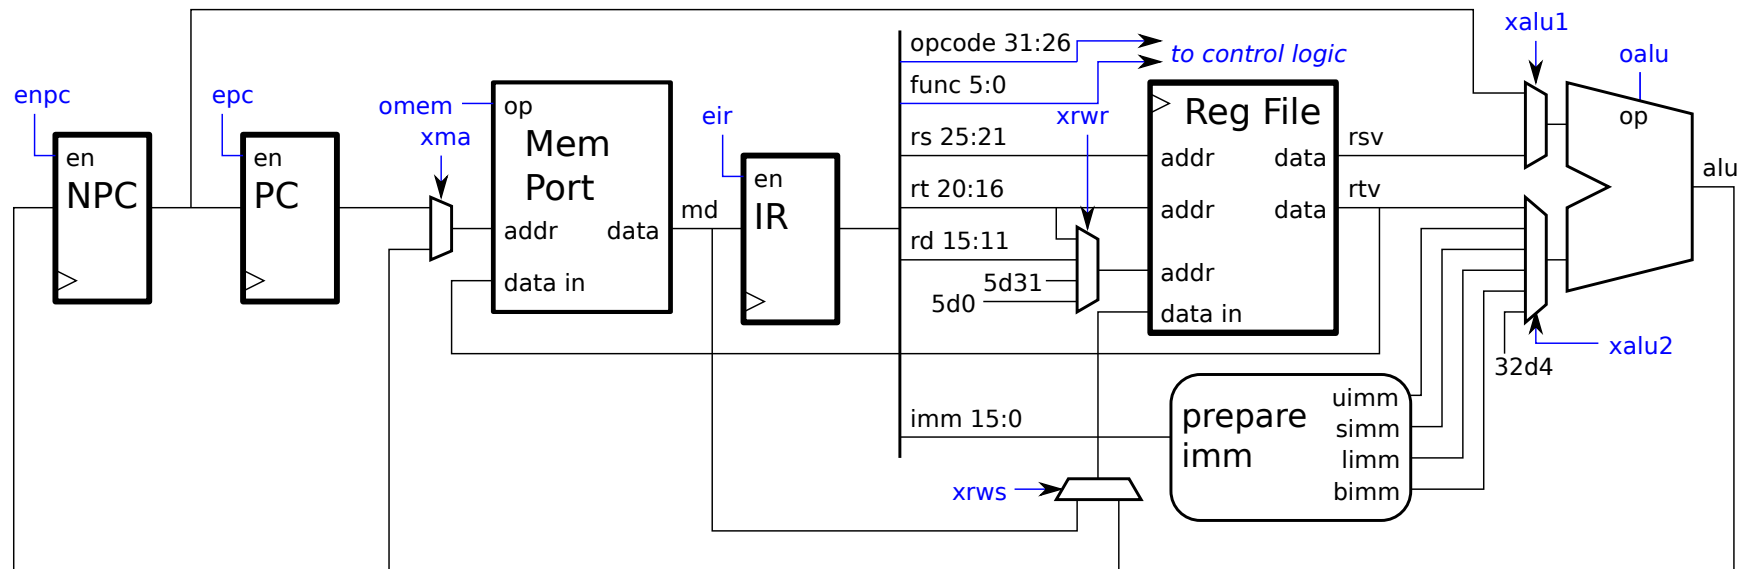 enpc
en
NPC
epc
en
PC
omem
xma
op
Mem
Port
addr
data
data in
md
eir
en
IR
opcode 31:26
to control logic
func 5:0
xrwr
rs 25:21
rt 20:16
rd 15:11
5d31
5d0
Reg File
addr
data
rsv
addr
data
rtv
addr
data in
imm 15:0
xrws
prepare
imm
uimm
simm
limm
bimm
xalu1
oalu
op
alu
xalu2
32d4